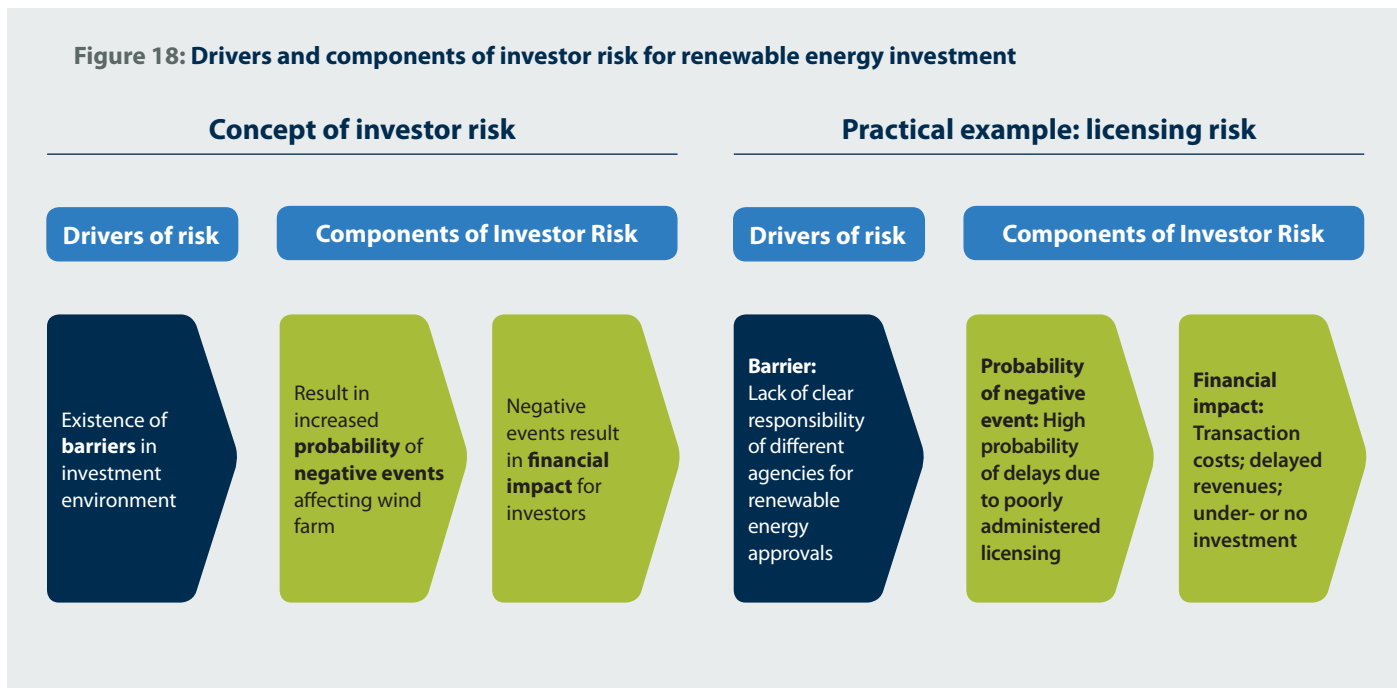 Figure 18: Drivers and components of investor risk for renewable energy investment
Concept of investor risk
Drivers of risk
Components of Investor Risk
Existence of
barriers in
investment
environment
Result in
increased
probability of
negative events
affecting wind
farm
Negative
events result
in financial
impact for
investors
Practical example: licensing risk
Drivers of risk
Components of Investor Risk
Barrier:
Lack of clear
responsibility
of different
agencies for
renewable
energy
approvals
Probability
of negative
event: High
probability
of delays due
to poorly
administered
licensing
Financial
impact:
Transaction
costs; delayed
revenues;
under- or no
investment